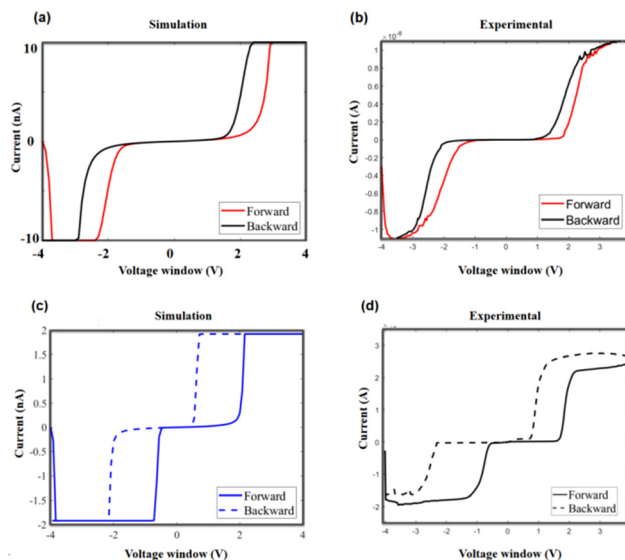 (a)
Simulation
10
0
-10
-4
-2
0
2
4
Current (nA)
Voltage window (V)
Forward
Backward
(b)
Experimental
1
0.8
0.6
0.4
0.2
0
-0.2
-0.4
-0.6
-0.8
-1
-4
-3
-2
-1
0
1
2
3
Current (A)
Voltage window (V)
Forward
Backward
(c)
Simulation
2
1.5
1
0.5
0
-0.5
-1
-1.5
-2
-4
-2
0
2
4
Current (nA)
Voltage window (V)
Forward
Backward
(d)
Experimental
2
1
0
-1
-2
-4
-3
-2
-1
0
1
2
3
4
Current (A)
Voltage window (V)
Forward
Backward